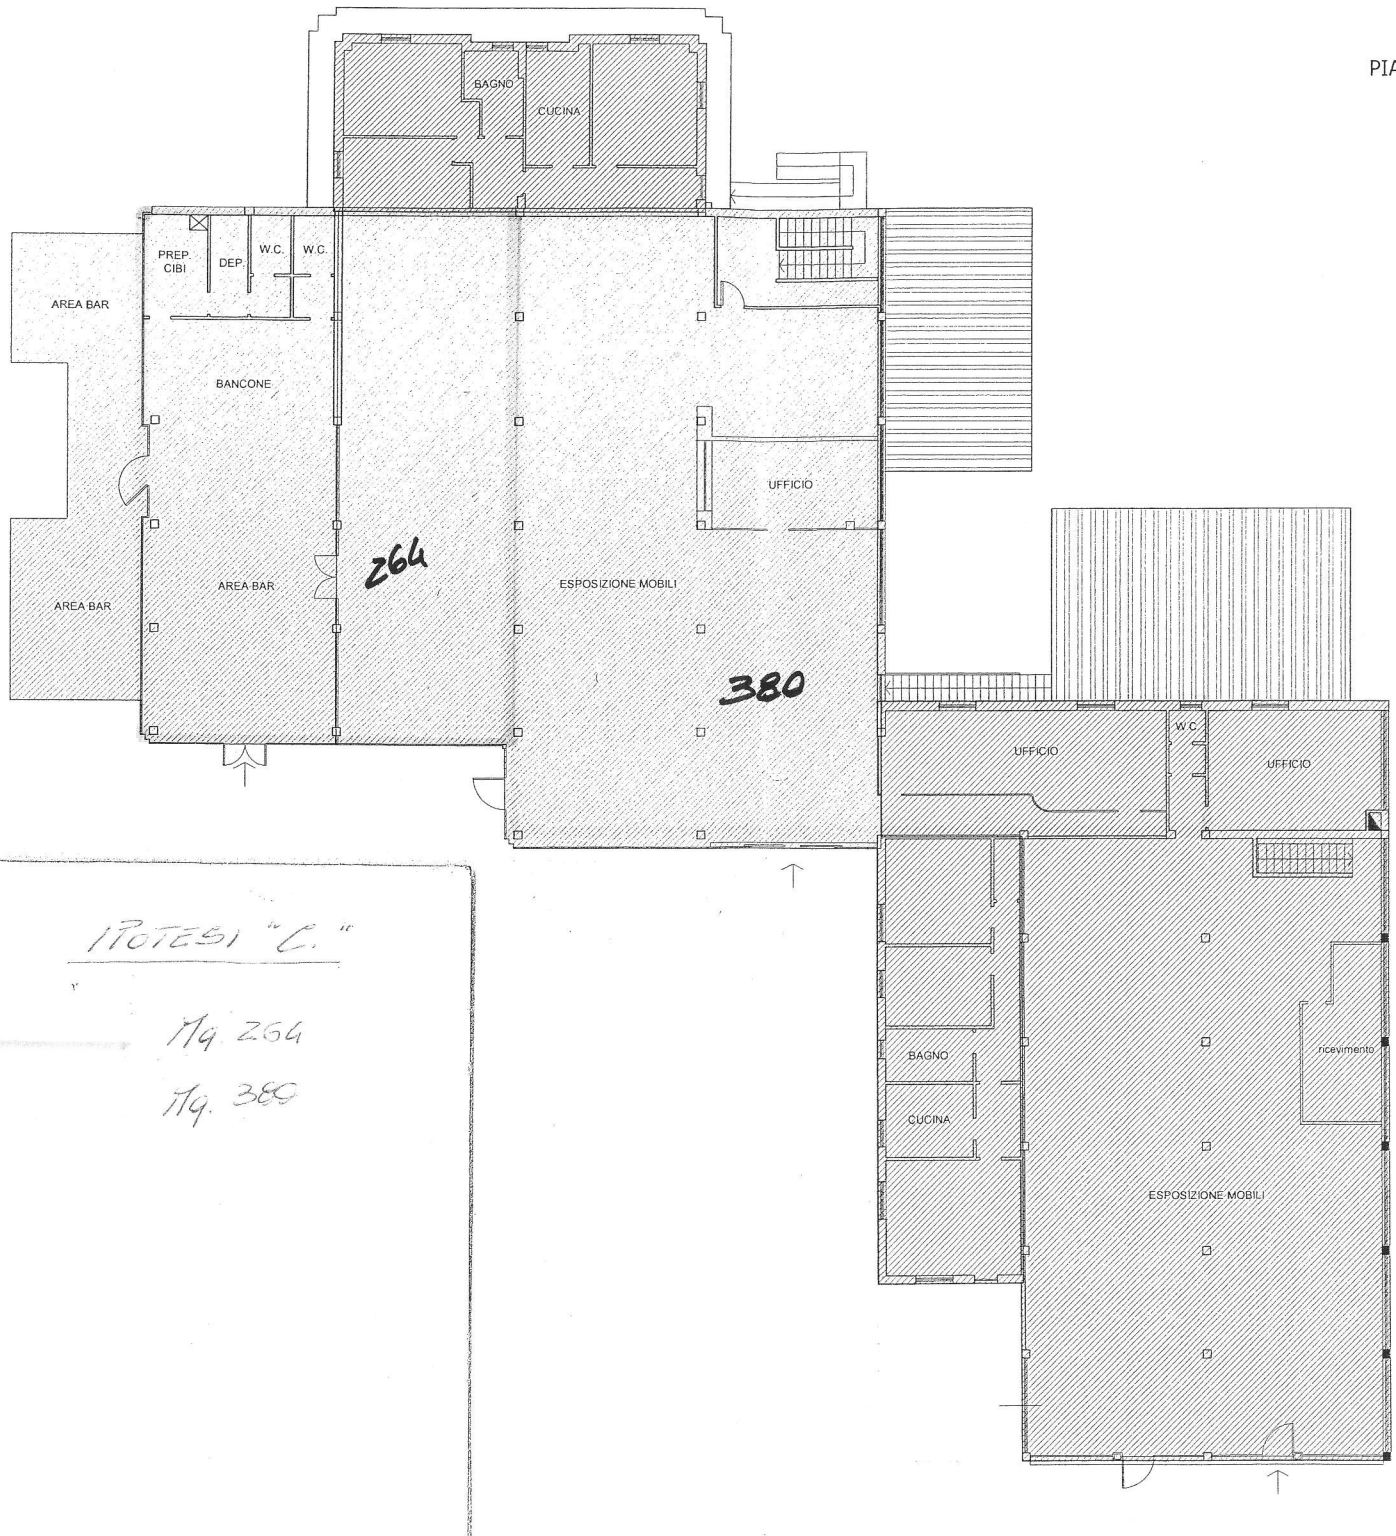 PIA
BAGNO
CUCINA
PREP.
CIBI
DEP.
W.C.
W.C.
AREA BAR
BANCONE
UFFICIO
264
AREA BAR
ESPOSIZIONE MOBILI
AREA BAR
380
UFFICIO
W.C
UFFICIO
IPOTESI "C."
Mq. 264
Mq. 380
BAGNO
ricevimento
CUCINA
ESPOSIZIONE MOBILI